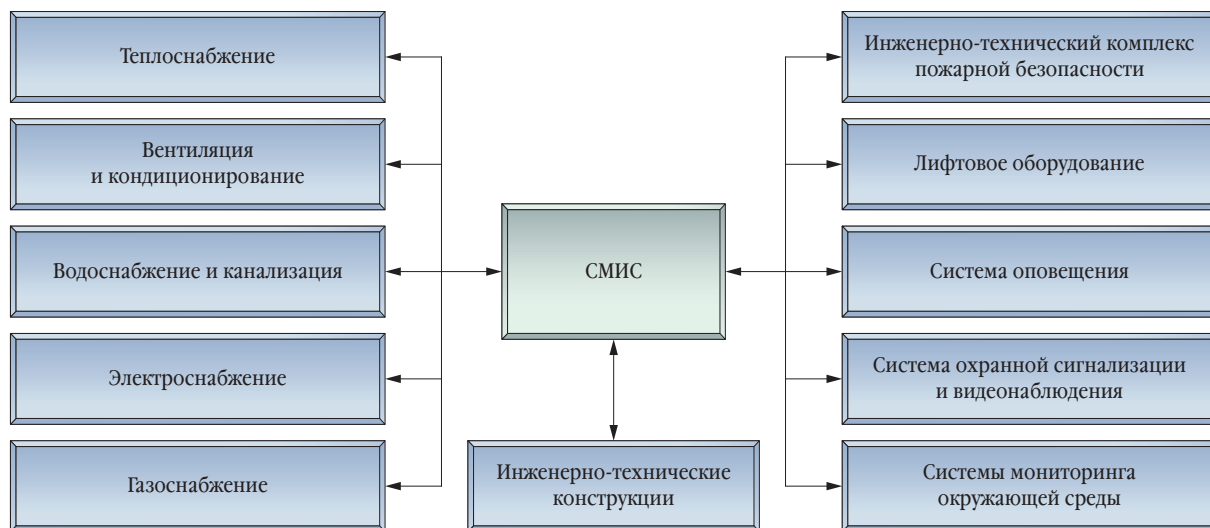 Теплоснабжение
Вентиляция
и кондиционирование
Водоснабжение и канализация
Электроснабжение
Газоснабжение
СМИС
Инженерно-технические
конструкции
Инженерно-технический комплекс
пожарной безопасности
Лифтовое оборудование
Система оповещения
Система охранной сигнализации
и видеонаблюдения
Системы мониторинга
окружающей среды